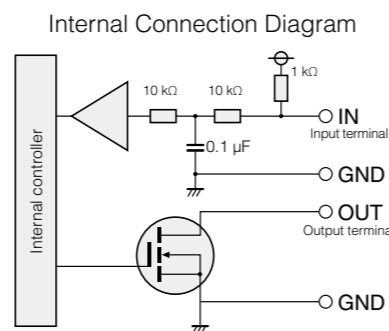 Internal Connection Diagram
1 kΩ
10 kΩ
10 kΩ
IN
Input terminal
0.1 µF
GND
OUT
Output termina
GND
Internal controller